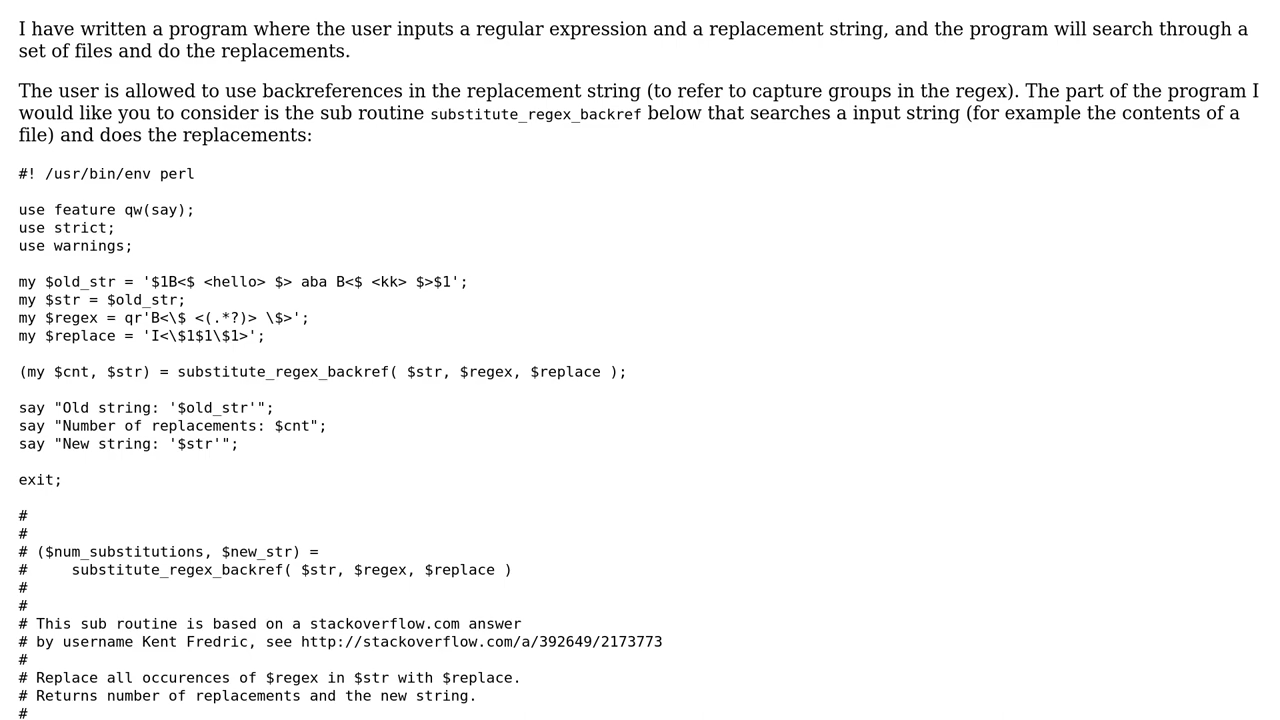 I have written a program where the user inputs a regular expression and a replacement string, and the program will search through a
set of files and do the replacements.
The user is allowed to use backreferences in the replacement string (to refer to capture groups in the regex). The part of the program I
would like you to consider is the sub routine substitute_regex_backref below that searches a input string (for example the contents of a
file) and does the replacements:
#! /usr/bin/env perl
use feature qw(say);
use strict;
use warnings;
my $old_str = '$1B<$ <hello> $> aba B<$ <kk> $>$1';
my $str = $old_str;
my $regex = qr'B<\$ <(.*?)> \$>';
my $replace = 'I<\$1$1\$1>';
(my $cnt, $str) = substitute_regex_backref( $str, $regex, $replace );
say "Old string: '$old_str'";
say "Number of replacements: $cnt";
say "New string: '$str'";
exit;
#
#
# ($num_substitutions, $new_str) =
#     substitute_regex_backref( $str, $regex, $replace )
#
#
# This sub routine is based on a stackoverflow.com answer
# by username Kent Fredric, see http://stackoverflow.com/a/392649/2173773
#
# Replace all occurences of $regex in $str with $replace.
# Returns number of replacements and the new string.
#